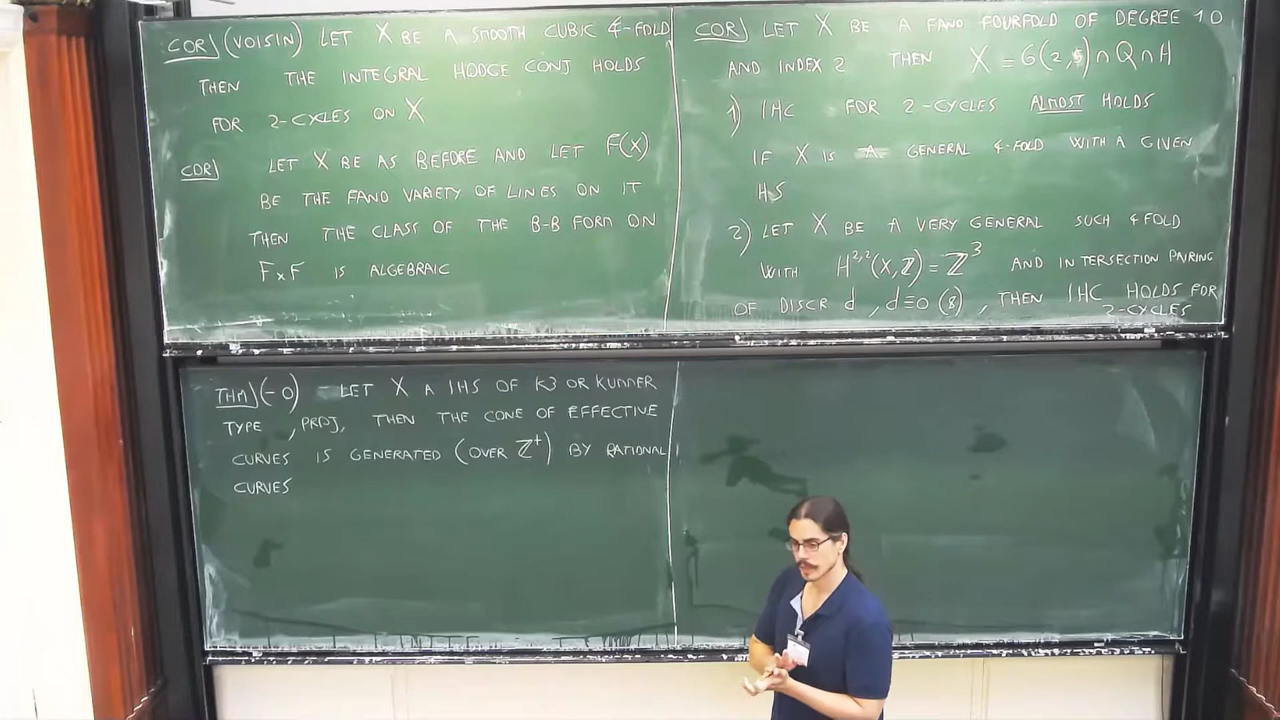 COR) (VOISIN) LET X BE A SMOOTH CUBIC 4-FOLD
THEN THE INTEGRAL HODGE CONJ HOLDS
FOR 2-CYCLES ON X
COR) LET X BE AS BEFORE AND LET F(X)
BE THE FANO VARIETY OF LINES ON IT
THEN THE CLASS OF THE B-B FORM ON
F×F IS ALGEBRAIC
COR) LET X BE A FANO FOURFOLD OF DEGREE 10
AND INDEX 2 THEN X = G(2,5)∩Q∩H
1) IHC FOR 2-CYCLES ALMOST HOLDS
IF X IS A GENERAL 4-FOLD WITH A GIVEN
HS
2) LET X BE A VERY GENERAL SUCH 4FOLD
WITH H²,²(X,ℤ) = ℤ³ AND INTERSECTION PAIRING
OF DISCR d, d≡0 (8), THEN IHC HOLDS FOR
2-CYCLES
THM) (-0) - LET X A IHS OF K3 OR KUMMER
TYPE, PROJ, THEN THE CONE OF EFFECTIVE
CURVES IS GENERATED (OVER ℤ⁺) BY RATIONAL
CURVES